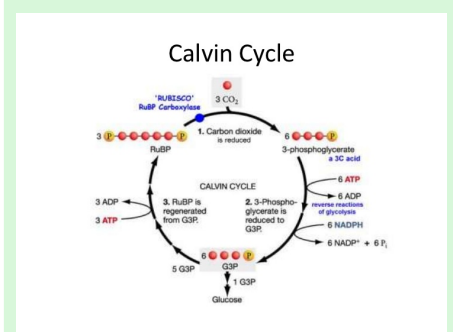 Calvin Cycle
'RUBISCO'
RuBP Carboxylase
3 CO₂
1. Carbon dioxide
is reduced
3 P P
RuBP
6 P
3-phosphoglycerate
a 3C acid
CALVIN CYCLE
6 ATP
6 ADP
reverse reactions
of glycolysis
3 ADP
3 ATP
3. RuBP is
regenerated
from G3P.
2. 3-Phospho-
glycerate is
reduced to
G3P.
6 NADPH
6 NADP⁺ + 6 Pᵢ
6 P
G3P
5 G3P
1 G3P
Glucose